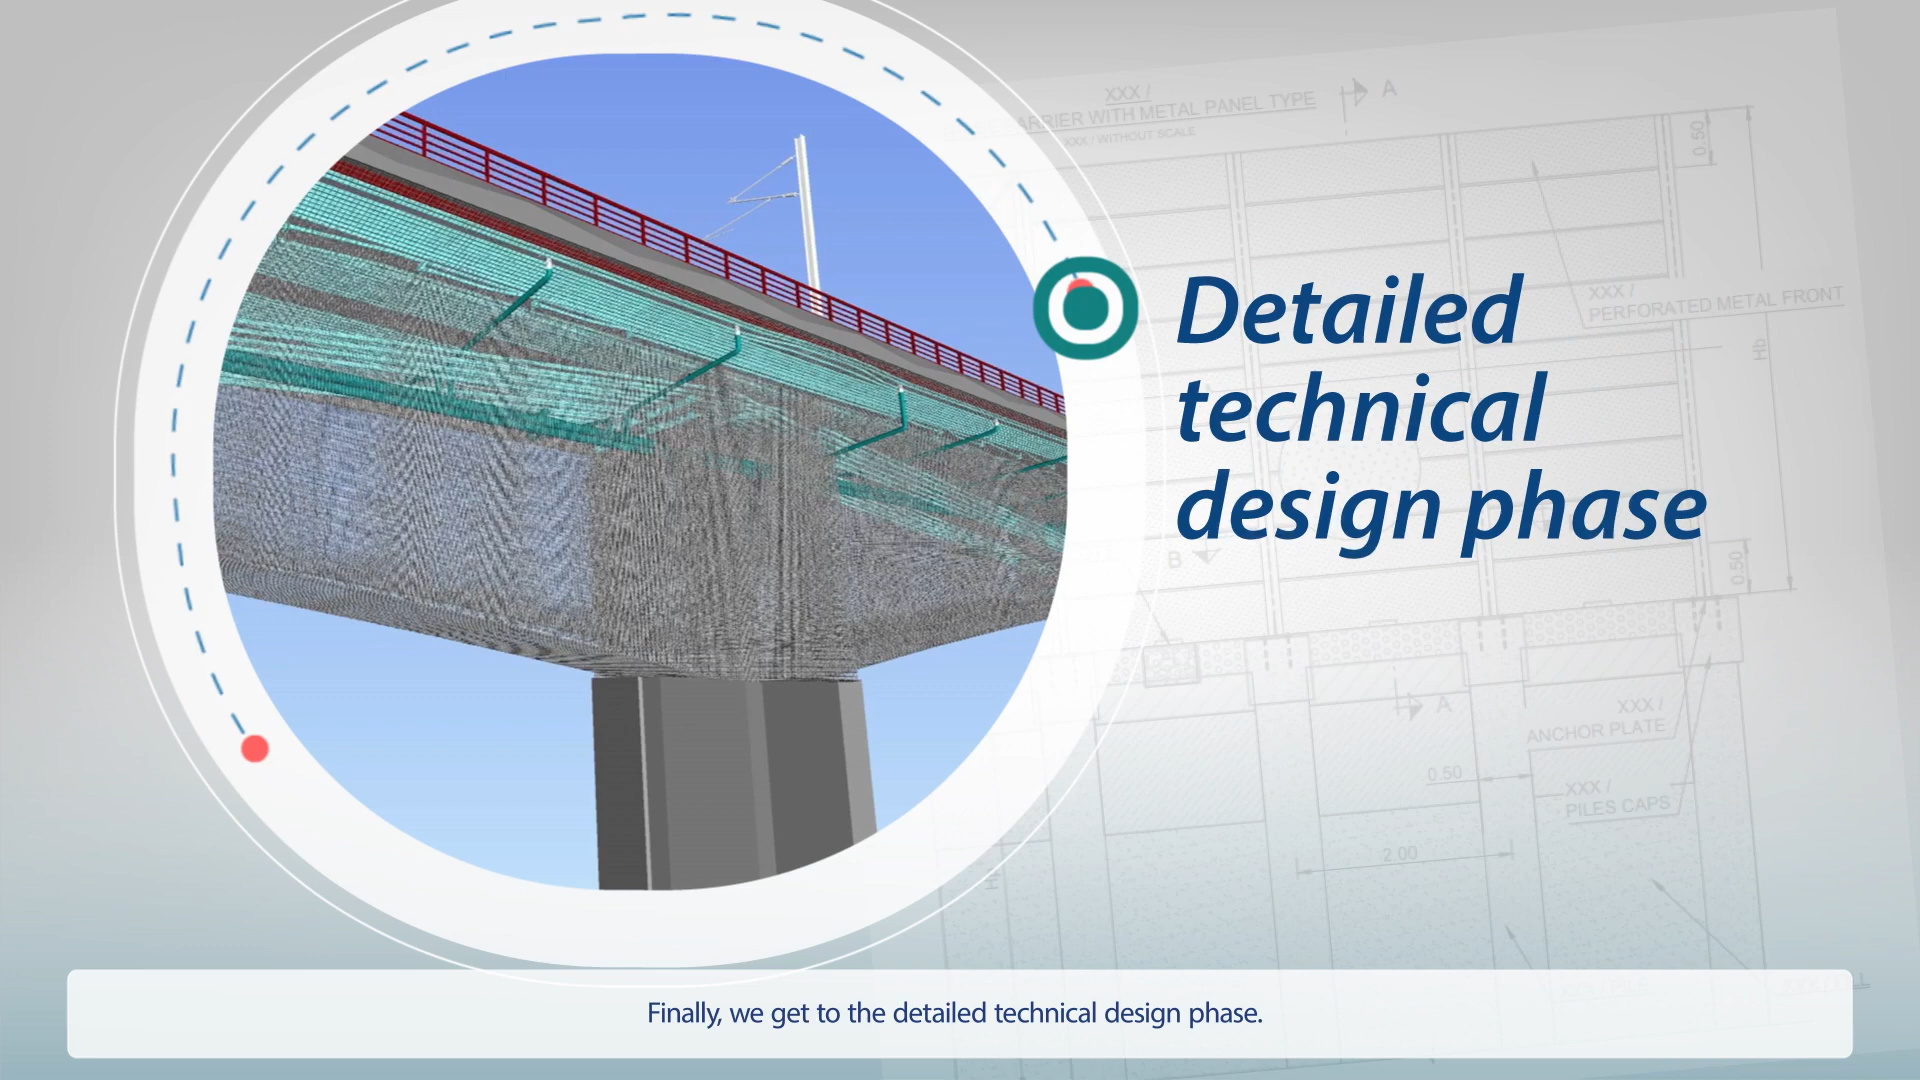 XXX /
ARRIER WITH METAL PANEL TYPE
XXX / WITHOUT SCALE
A
0.50
XXX /
PERFORATED METAL FRONT
Hb
Detailed
technical
design phase
B
0.50
A
XXX /
ANCHOR PLATE
0.50
XXX /
PILES CAPS
2.00
Finally, we get to the detailed technical design phase.